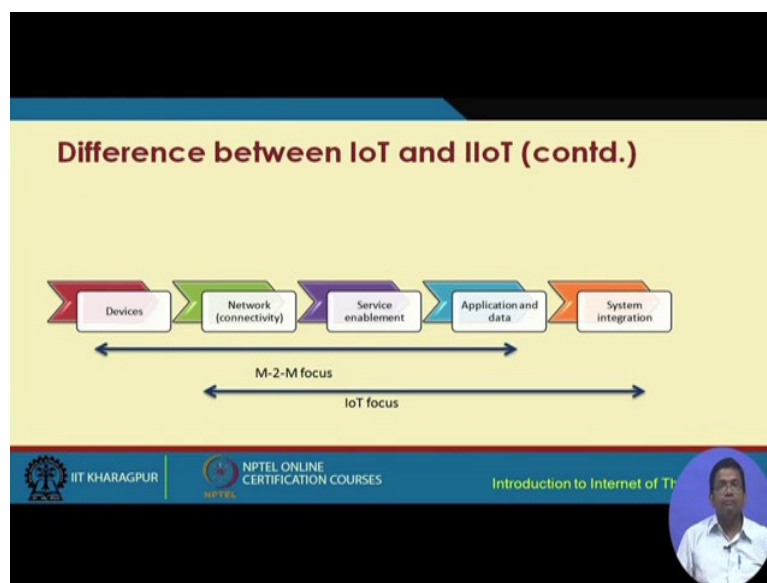 Difference between IoT and IIoT (contd.)
Devices
Network
(connectivity)
Service
enablement
Application and
data
System
integration
M-2-M focus
IoT focus
IIT KHARAGPUR
NPTEL
NPTEL ONLINE
CERTIFICATION COURSES
Introduction to Internet of